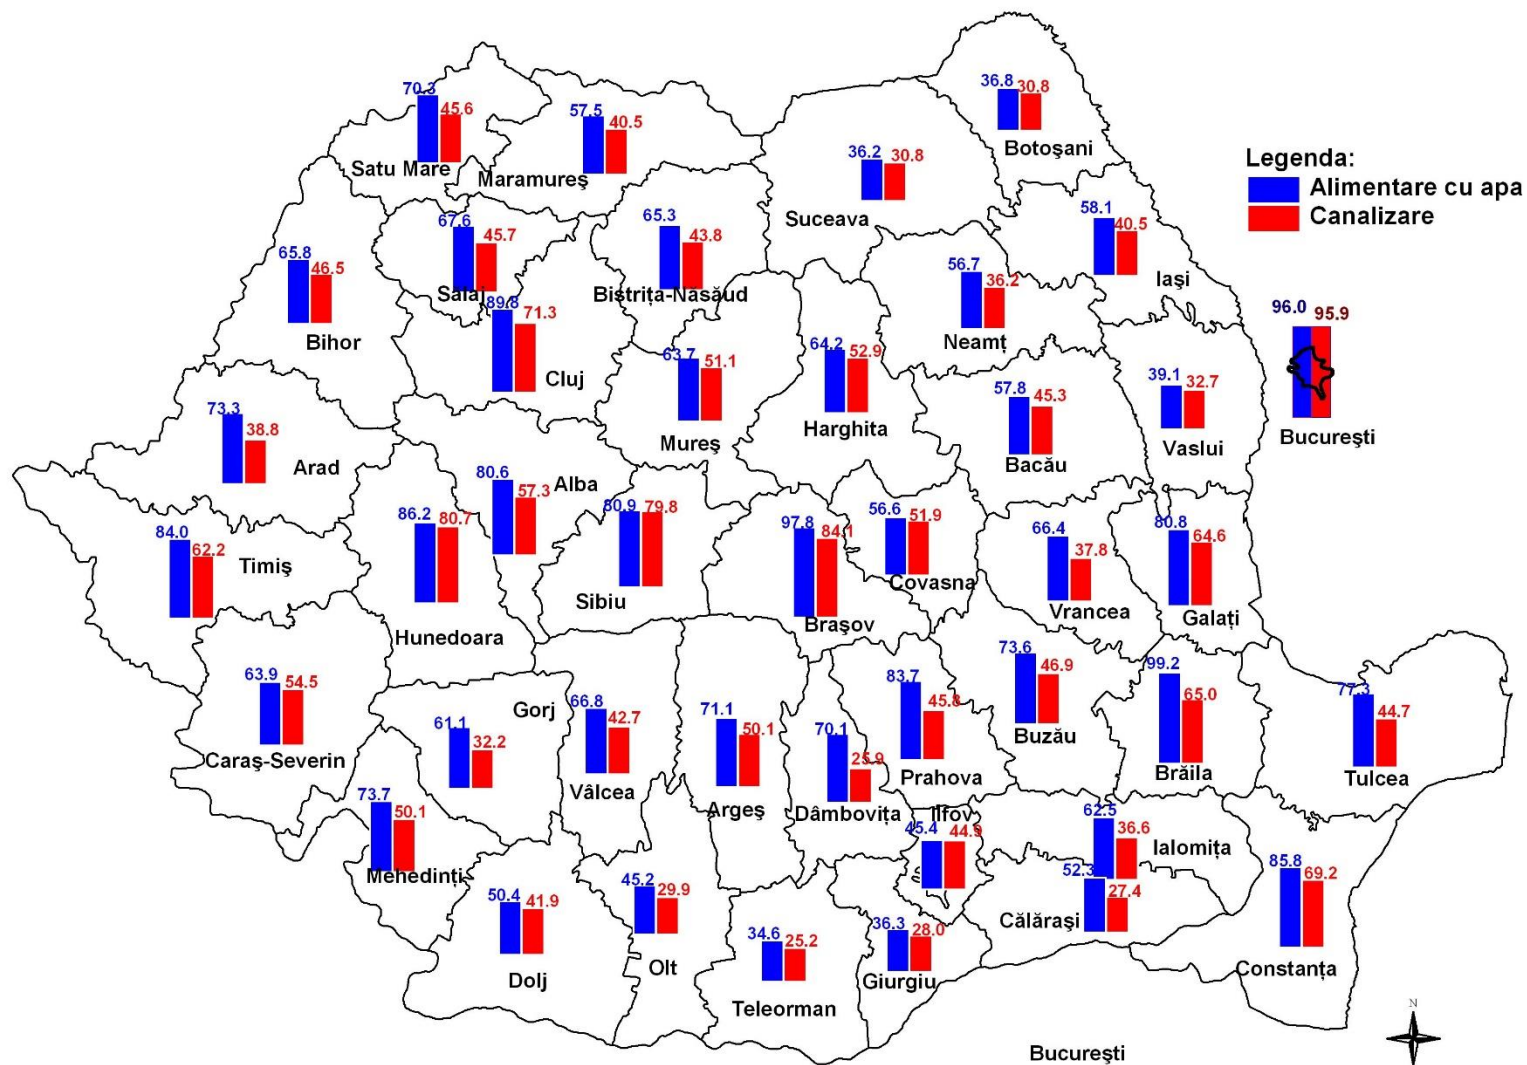 36.8 30.8
Botoşani
70.3
45.6
Satu Mare
57.5
40.5
Maramureş
36.2 30.8
Suceava
Legenda:
Alimentare cu apa
Canalizare
58.1
40.5
Iaşi
67.6
45.7
Sălaj
65.3
43.8
Bistriţa-Năsăud
65.8
46.5
Bihor
56.7
36.2
Neamţ
89.8
71.3
Cluj
63.7
51.1
Mureş
64.2
52.9
Harghita
96.0 95.9
Bucureşti
57.8
45.3
Bacău
39.1
32.7
Vaslui
73.3
38.8
Arad
80.6
57.3
Alba
84.0
62.2
Timiş
86.2
80.7
Hunedoara
80.9 79.8
Sibiu
97.8
84.1
Braşov
56.6 51.9
Covasna
66.4
37.8
Vrancea
80.8
64.6
Galaţi
63.9
54.5
Caraş-Severin
61.1
32.2
Gorj
66.8
42.7
Vâlcea
71.1
50.1
Argeş
70.1
25.9
Dâmboviţa
83.7
45.8
Prahova
73.6
46.9
Buzău
99.2
65.0
Brăila
77.3
44.7
Tulcea
73.7
50.1
Mehedinţi
Ilfov
45.4 44.9
62.5
36.6
Ialomiţa
52.3
27.4
Călăraşi
85.8
69.2
Constanţa
50.4
41.9
Dolj
45.2
29.9
Olt
34.6
25.2
Teleorman
36.3
28.0
Giurgiu
Bucureşti
N